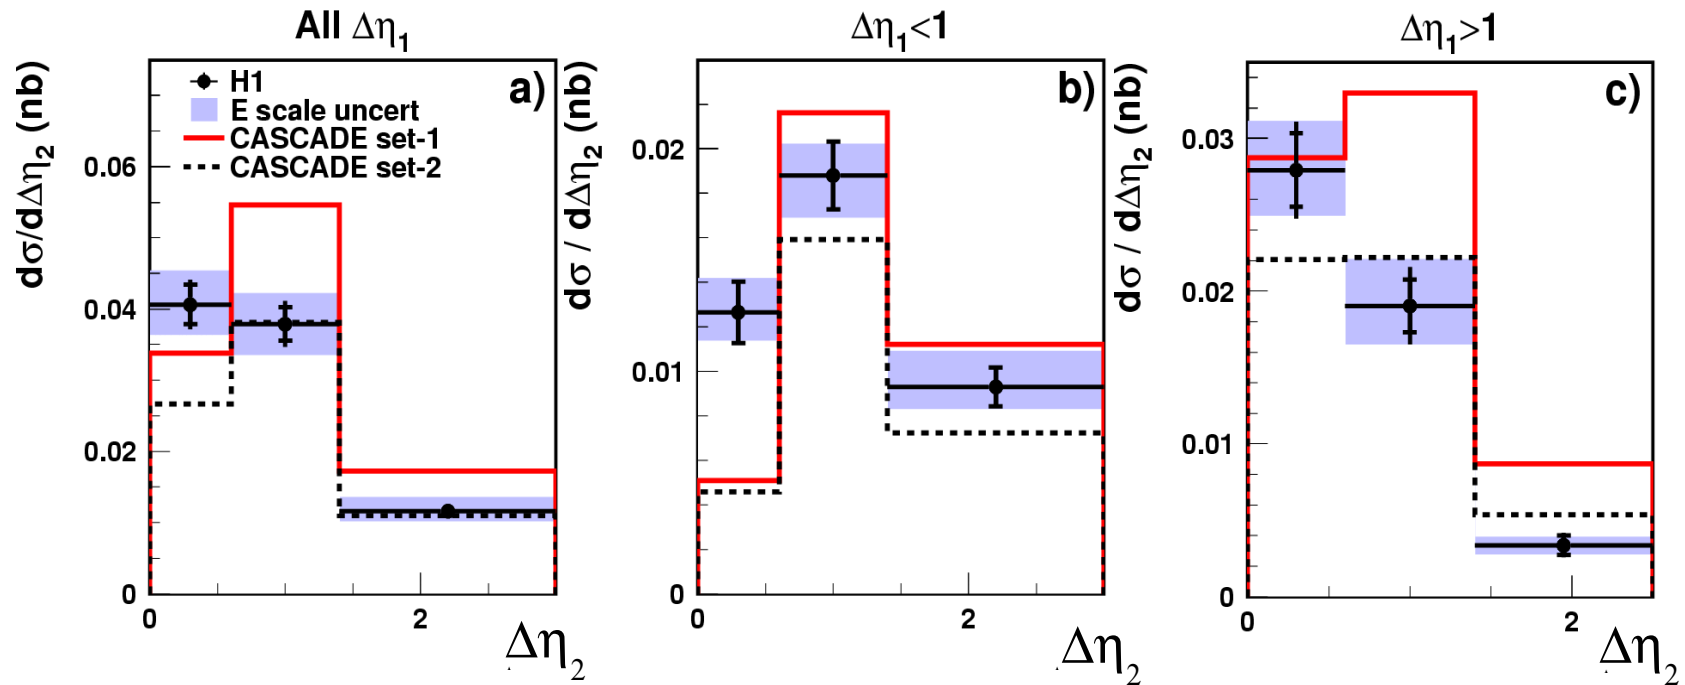 All Δη₁
dσ/dΔη₂ (nb)
a)
H1
E scale uncert
CASCADE set-1
CASCADE set-2
0.06
0.04
0.02
0
0
2
Δη₂
Δη₁<1
dσ / dΔη₂ (nb)
b)
0.02
0.01
0
0
2
Δη₂
Δη₁>1
dσ / dΔη₂ (nb)
c)
0.03
0.02
0.01
0
0
2
Δη₂